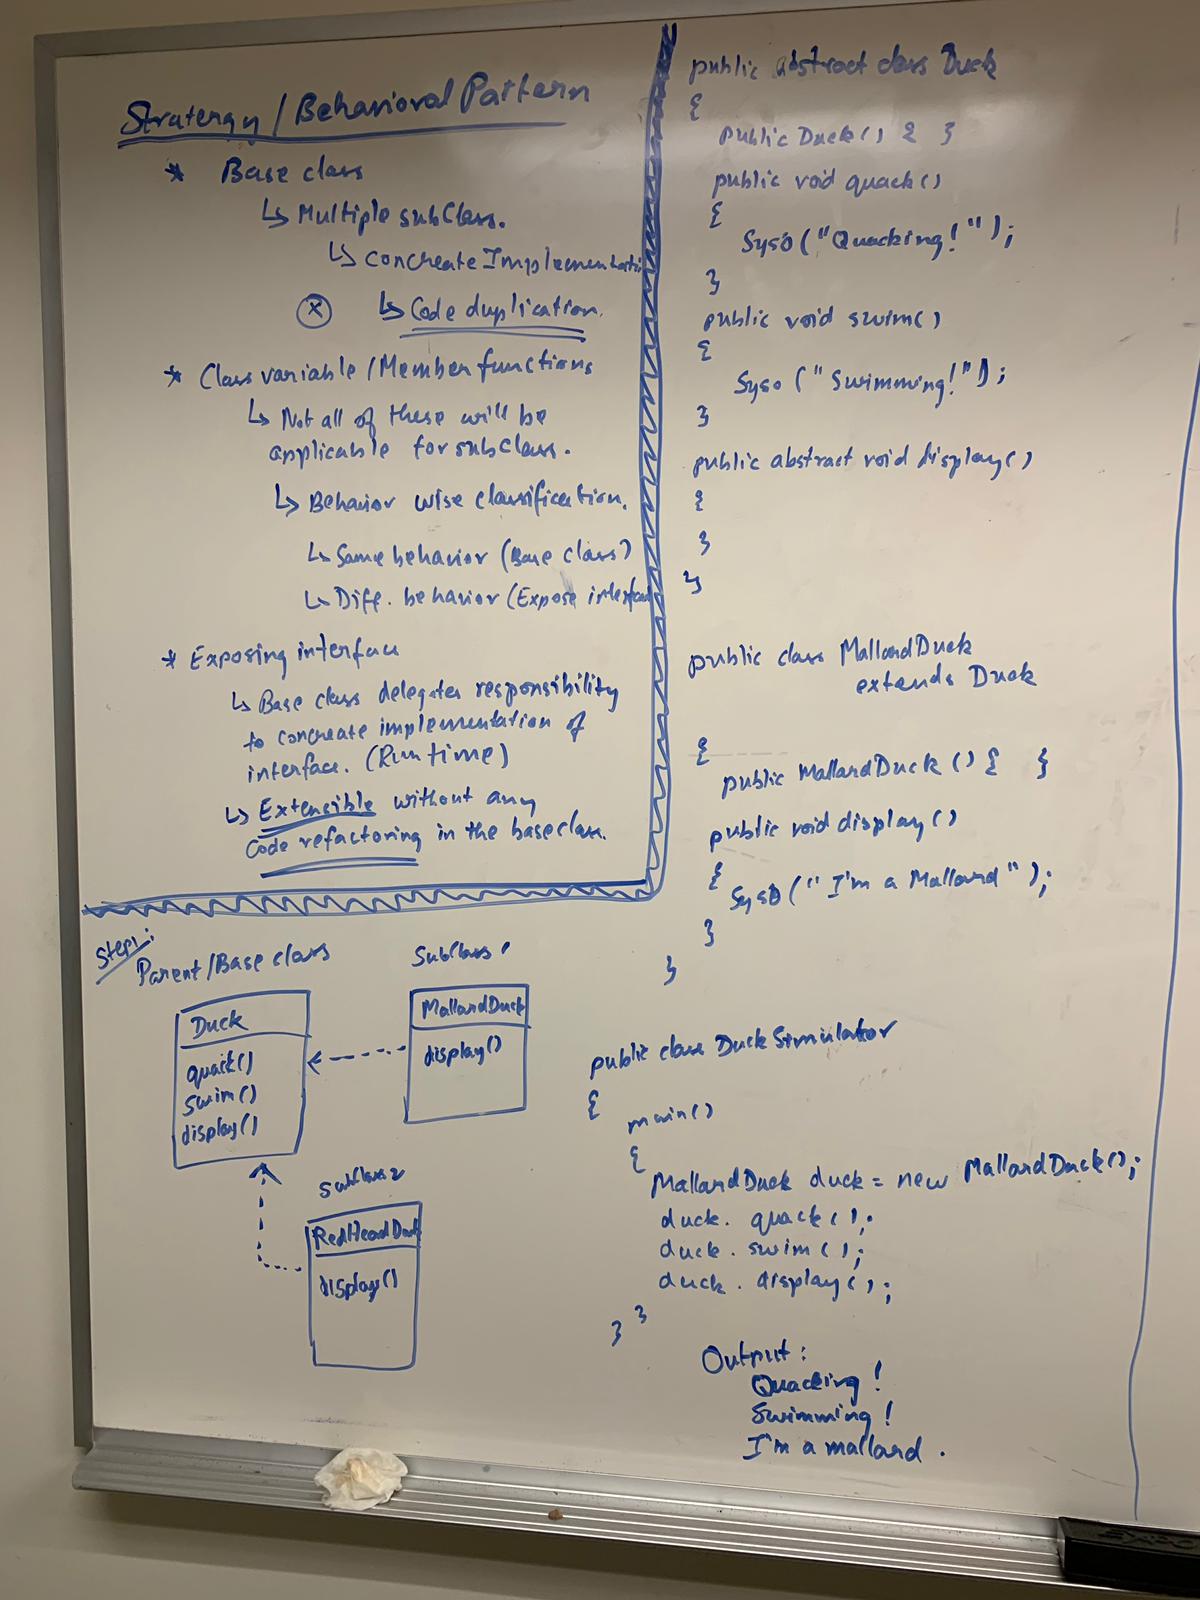 Stratergy / Behavioral Pattern
* Base class
↳ Multiple subClass.
↳ concreate Implementati
ⓧ ↳ Code duplication.
* Class variable / Member functions
↳ Not all of these will be
applicable for subClass.
↳ Behavior wise classification.
↳ Same behavior (Base class)
↳ Diff. behavior (Expose interfac
* Exposing interface
↳ Base class delegates responsibility
to concreate implementation of
interface. (Run time)
↳ Extensible without any
Code refactoring in the baseclass.
Step1:
Parent/Base class
Duck
quack()
swim()
display()
Subclass 1
MallardDuck
display()
Subclass2
RedHeadDuck
display()
public abstract class Duck
{
public Duck() { }
public void quack()
{
Syso("Quacking!");
}
public void swim()
{
Syso ("Swimming!");
}
public abstract void display()
{
}
}
public class MallardDuck
extends Duck
{
public MallardDuck () { }
public void display()
{
Syso("I'm a Mallard");
}
}
public class Duck Simulator
{
main()
{
MallardDuck duck = new MallardDuck();
duck. quack();
duck. swim();
duck. display();
} }
Output:
Quacking!
Swimming!
I'm a mallard.